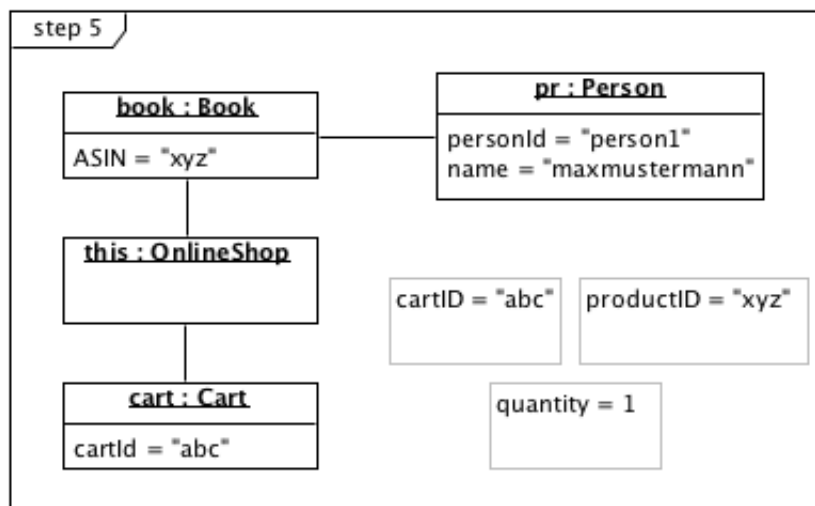 step 5
book : Book
ASIN = "xyz"
pr : Person
personId = "person1"
name = "maxmustermann"
this : OnlineShop
cartID = "abc"
productID = "xyz"
cart : Cart
cartId = "abc"
quantity = 1